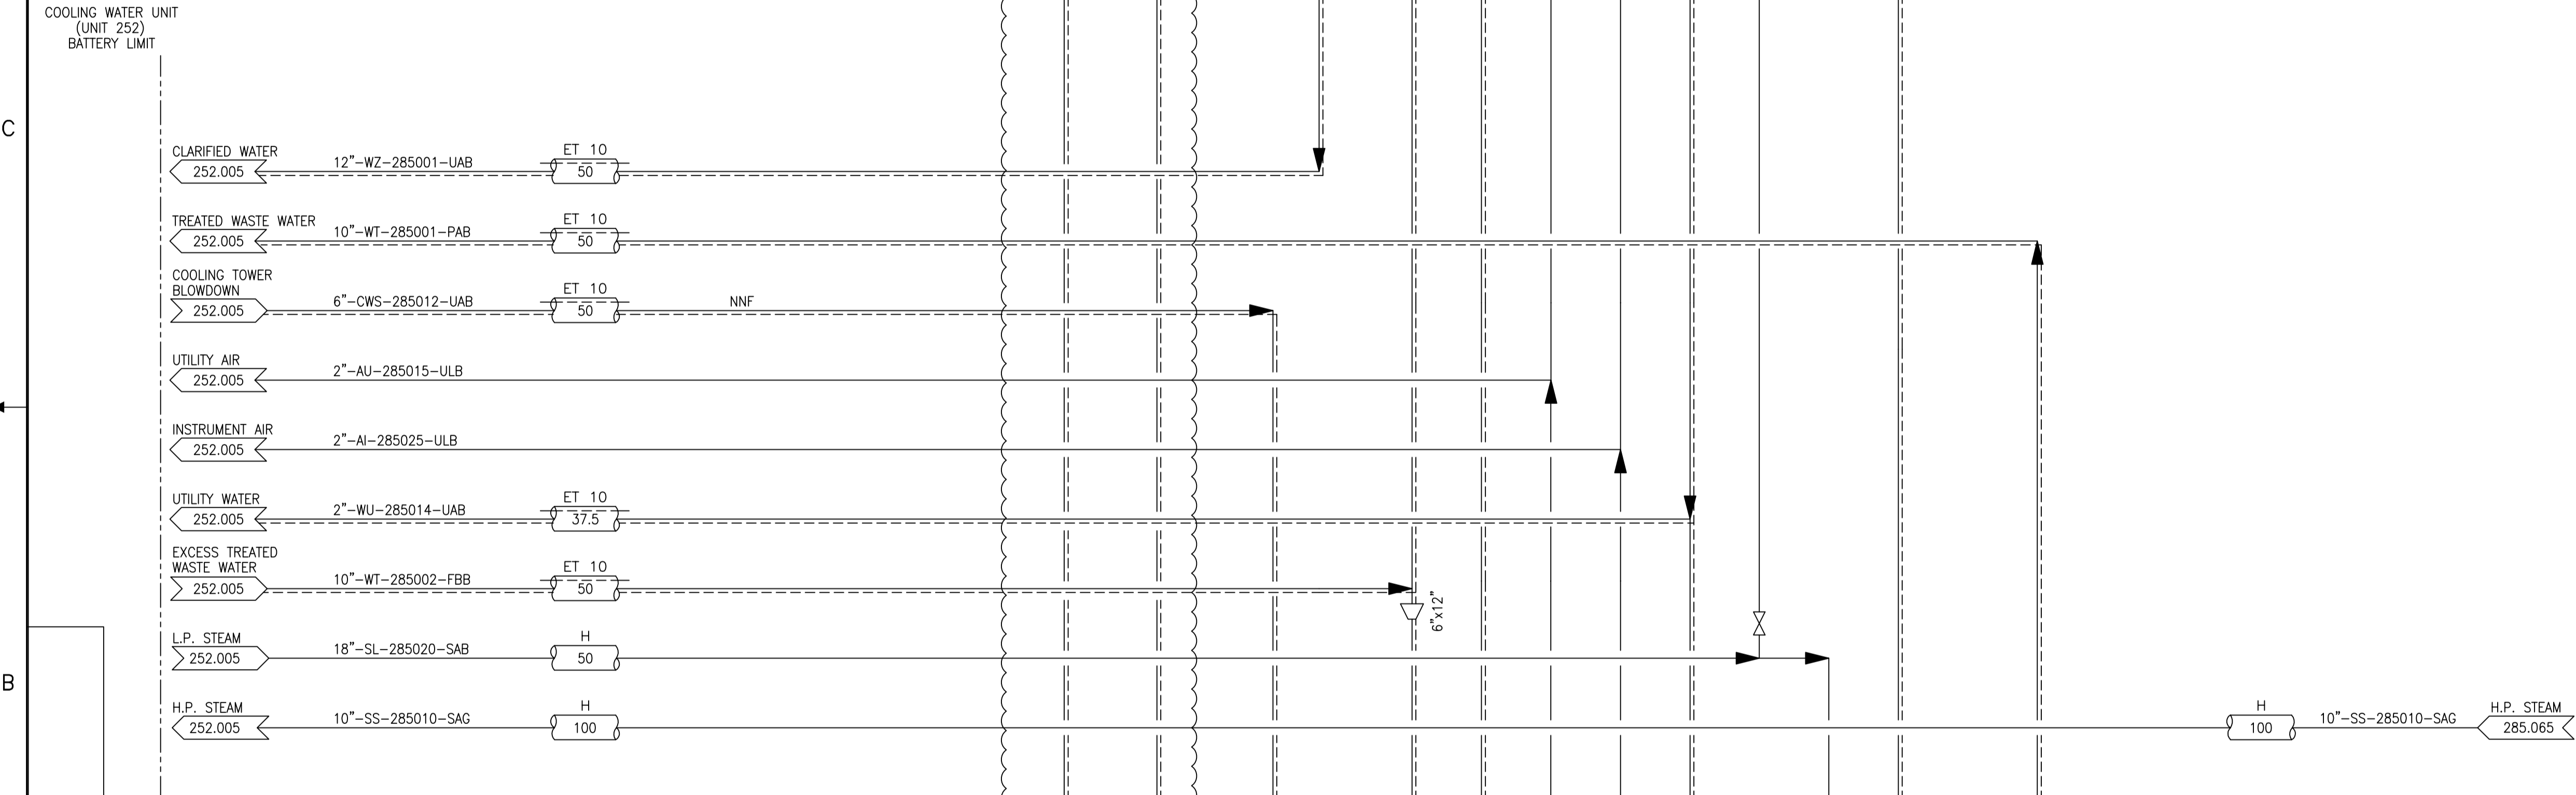 COOLING WATER UNIT
(UNIT 252)
BATTERY LIMIT
C
CLARIFIED WATER
252.005
12"-WZ-285001-UAB
ET 10
50
TREATED WASTE WATER
252.005
10"-WT-285001-PAB
ET 10
50
COOLING TOWER
BLOWDOWN
252.005
6"-CWS-285012-UAB
ET 10
50
NNF
UTILITY AIR
252.005
2"-AU-285015-ULB
INSTRUMENT AIR
252.005
2"-AI-285025-ULB
UTILITY WATER
252.005
2"-WU-285014-UAB
ET 10
37.5
EXCESS TREATED
WASTE WATER
252.005
10"-WT-285002-FBB
ET 10
50
6"x12"
L.P. STEAM
252.005
18"-SL-285020-SAB
H
50
B
H.P. STEAM
252.005
10"-SS-285010-SAG
H
100
H
100
10"-SS-285010-SAG
H.P. STEAM
285.065